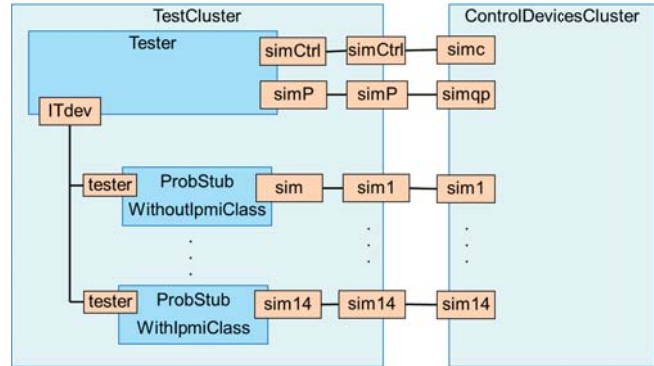 TestCluster
ControlDevicesCluster
Tester
simCtrl
simCtrl
simc
simP
simP
simqp
ITdev
tester
ProbStub
WithoutIpmiClass
sim
sim1
sim1
tester
ProbStub
WithIpmiClass
sim14
sim14
sim14